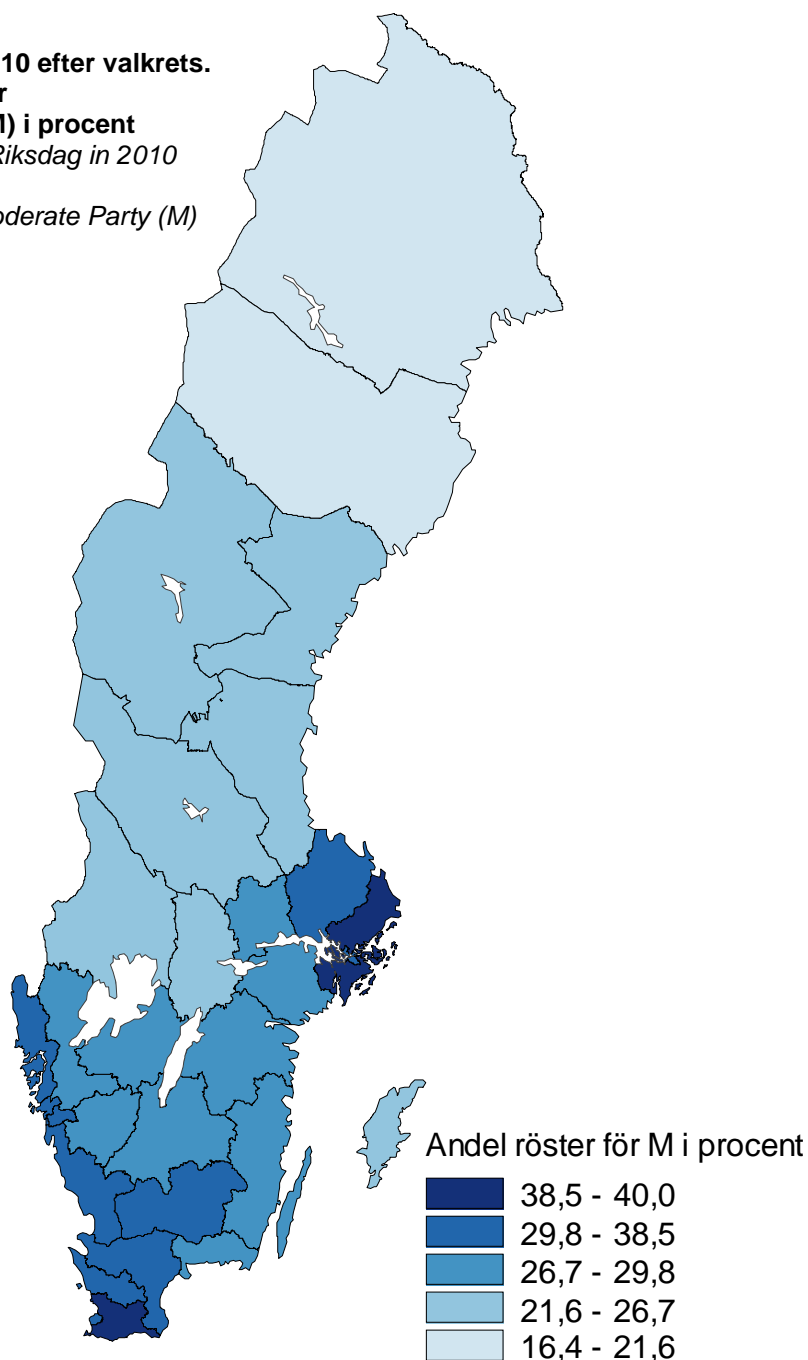 10 efter valkrets.
r
M) i procent
Riksdag in 2010
oderate Party (M)
Andel röster för M i procent
38,5 - 40,0
29,8 - 38,5
26,7 - 29,8
21,6 - 26,7
16,4 - 21,6